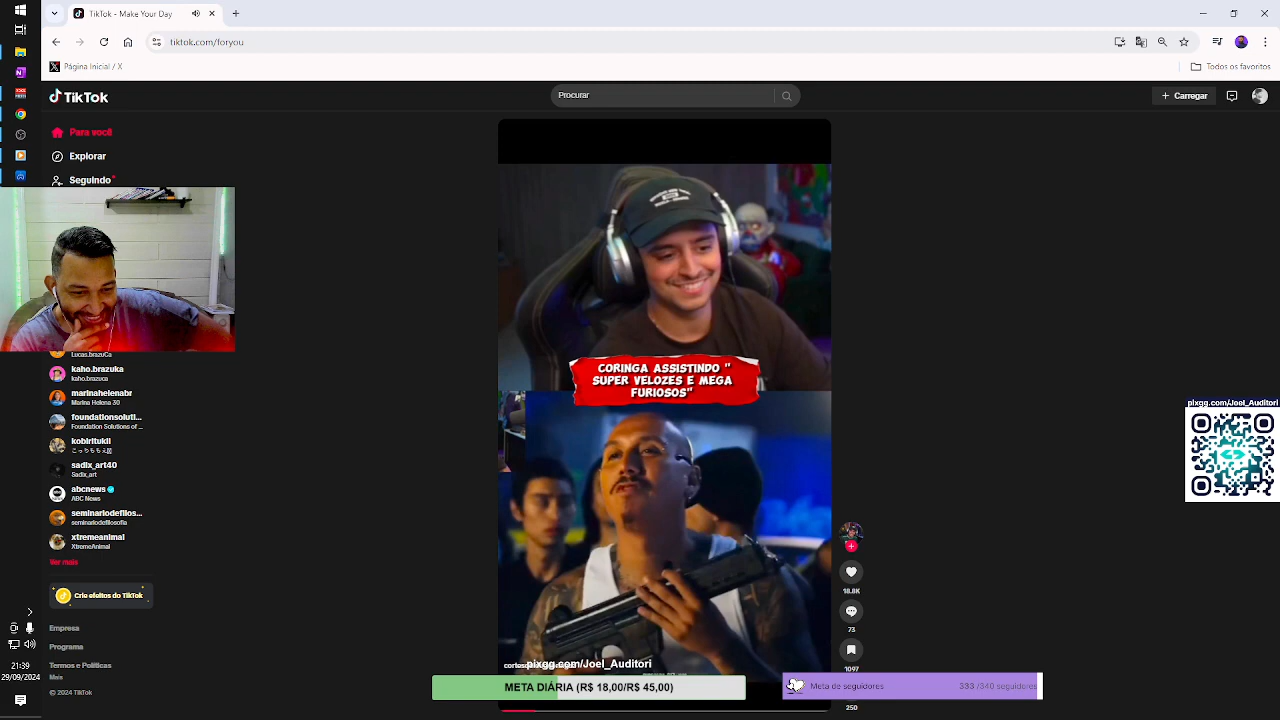 TikTok - Make Your Day
tiktok.com/foryou
Página Inicial / X
Todos os favoritos
TikTok
Procurar
Carregar
Para você
Explorar
Seguindo
Lucas.brazuCa
kaho.brazuka
kaho.brazuca
marinahelenabr
Marina Helena 30
foundationsoluti...
Foundation Solutions of ...
kobiritukii
sadix_art40
Sadix_art
abcnews
ABC News
seminariodefilos...
seminariodefilosofia
xtremeanimal
XtremeAnimal
Ver mais
Crie efeitos do TikTok
Empresa
Programa
Termos e Políticas
Mais
© 2024 TikTok
21:39
29/09/2024
CORINGA ASSISTINDO "
SUPER VELOZES E MEGA
FURIOSOS"
pixgg.com/Joel_Auditori
18.8K
73
1097
250
pixgg.com/Joel_Auditori
META DIÁRIA (R$ 18,00/R$ 45,00)
Meta de seguidores
333 /340 seguidores